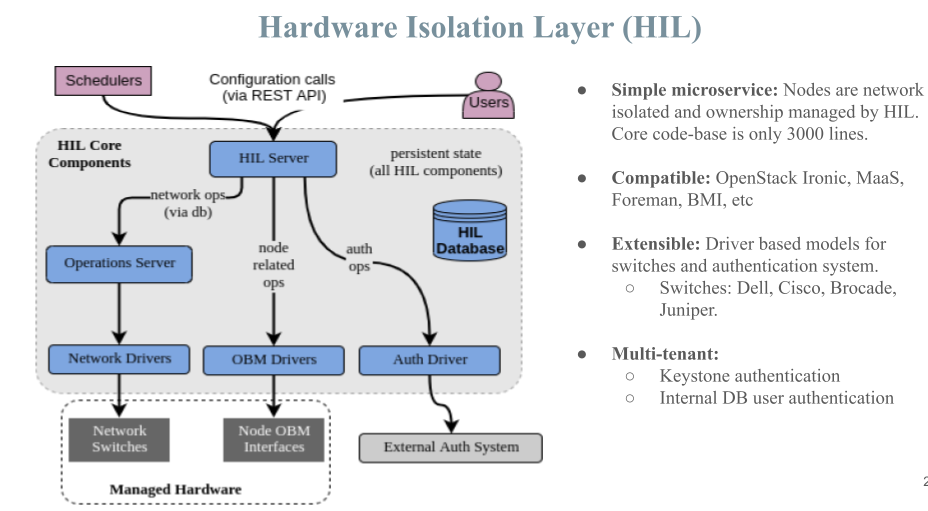 Hardware Isolation Layer (HIL)
Schedulers
Configuration calls
(via REST API)
Users
HIL Core
Components
HIL Server
persistent state
(all HIL components)
network ops
(via db)
HIL
Database
Operations Server
node
related
ops
auth
ops
Network Drivers
OBM Drivers
Auth Driver
Network
Switches
Node OBM
Interfaces
External Auth System
Managed Hardware
● Simple microservice: Nodes are network
isolated and ownership managed by HIL.
Core code-base is only 3000 lines.
● Compatible: OpenStack Ironic, MaaS,
Foreman, BMI, etc
● Extensible: Driver based models for
switches and authentication system.
○ Switches: Dell, Cisco, Brocade,
Juniper.
● Multi-tenant:
○ Keystone authentication
○ Internal DB user authentication
2